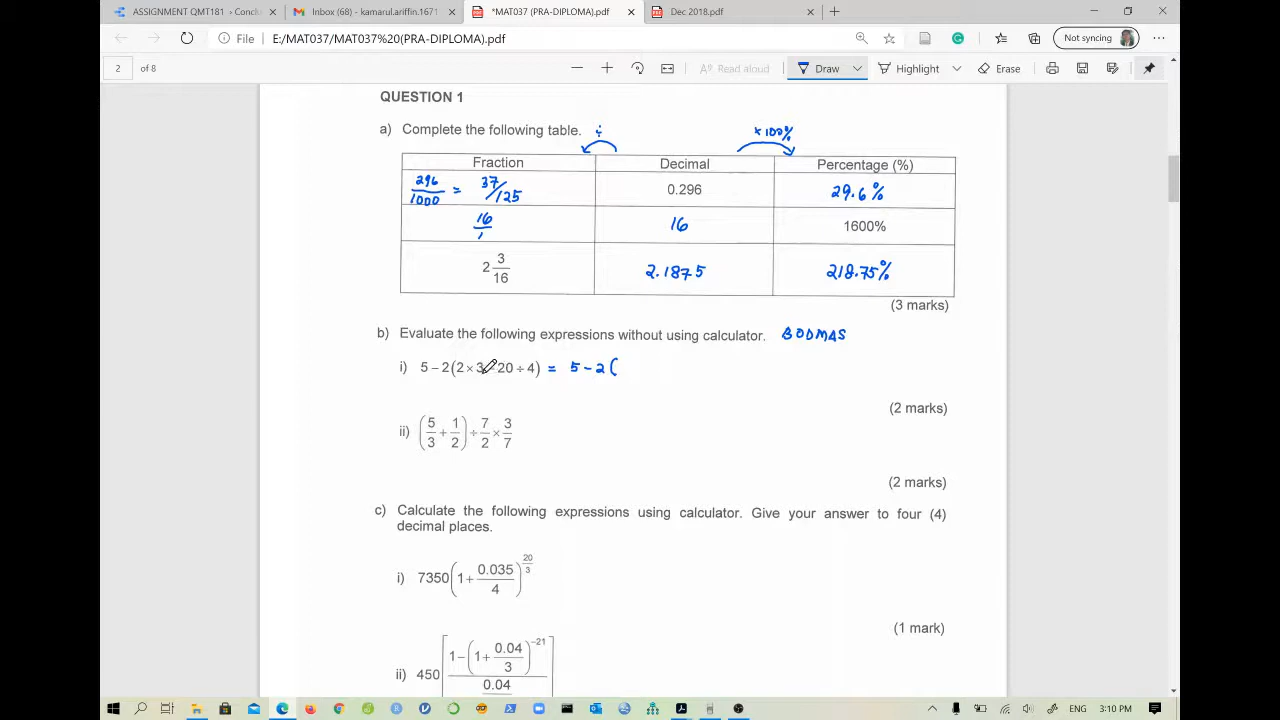 ASSIGNMENT QMT181 > Conclu
Inbox (68) - kamarul.ariffin.1671
*MAT037 (PRA-DIPLOMA).pdf
Dec 2018.pdf
File E:/MAT037/MAT037%20(PRA-DIPLOMA).pdf
Not syncing
2 of 8
Read aloud
Draw
Highlight
Erase
QUESTION 1
a) Complete the following table. ÷ × 100%
Fraction Decimal Percentage (%)
296/1000 = 37/125 0.296 29.6%
16/1 16 1600%
2 3/16 2.1875 218.75%
(3 marks)
b) Evaluate the following expressions without using calculator. BODMAS
i) 5 − 2(2 × 3 20 ÷ 4) = 5 - 2 (
(2 marks)
ii) (5/3 + 1/2) ÷ 7/2 × 3/7
(2 marks)
c) Calculate the following expressions using calculator. Give your answer to four (4)
decimal places.
i) 7350(1 + 0.035/4)^20/3
(1 mark)
ii) 450[1 − (1 + 0.04/3)^−21 / 0.04]
3:10 PM